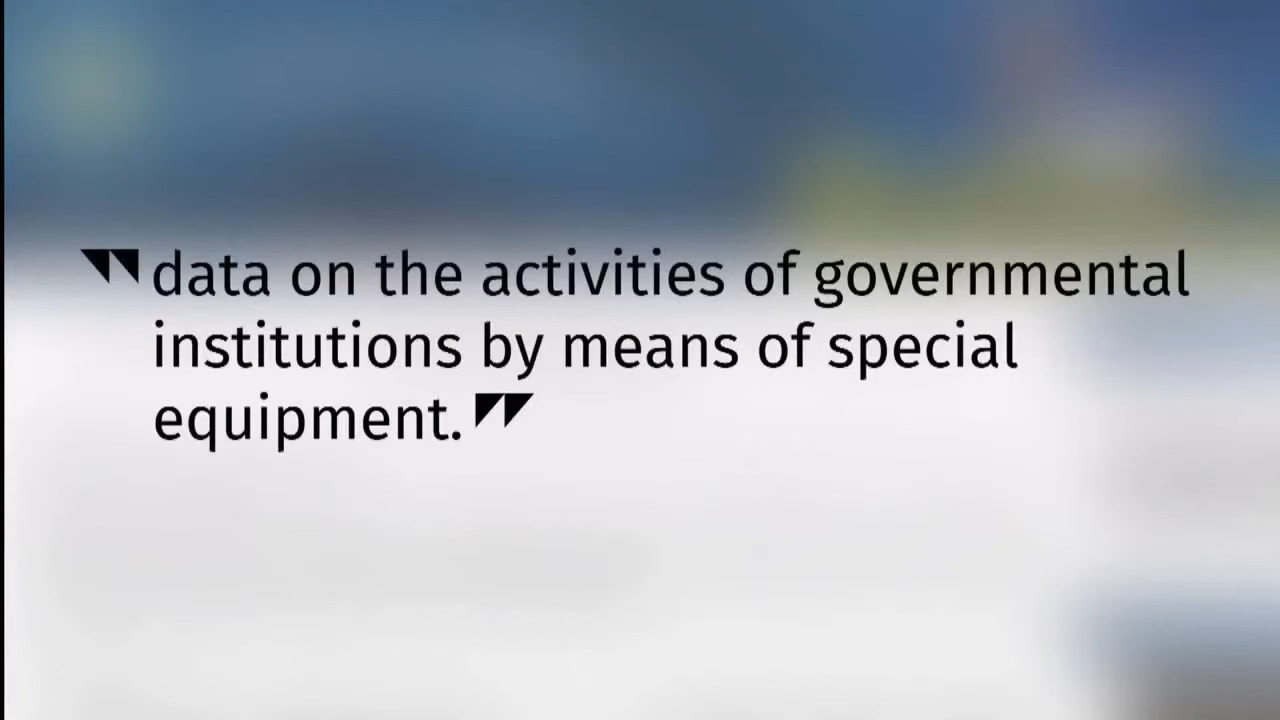 "data on the activities of governmental
institutions by means of special
equipment."